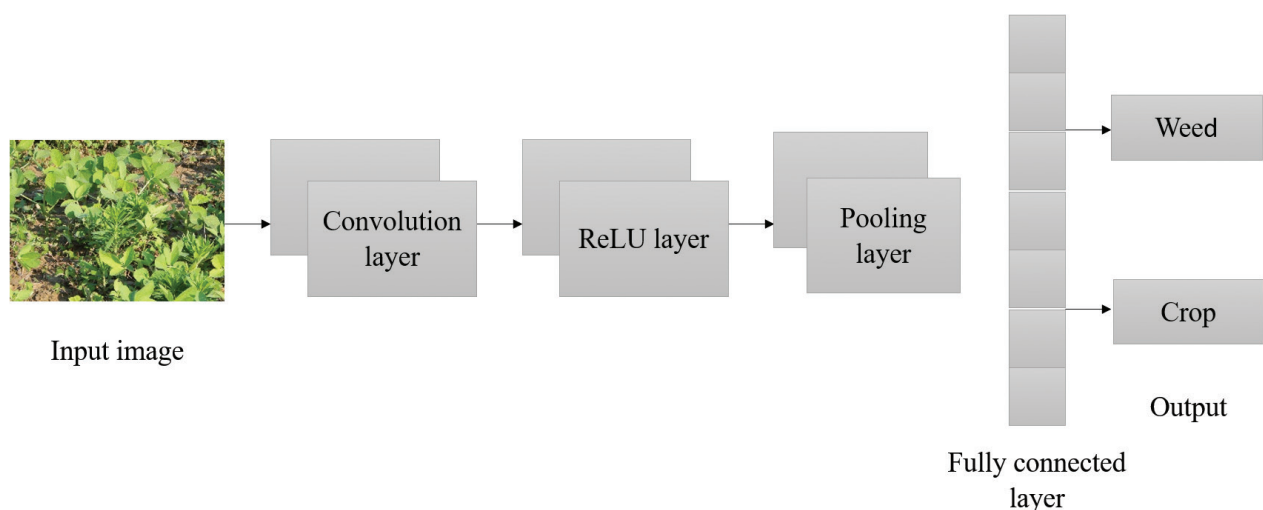 Input image
Convolution
layer
ReLU layer
Pooling
layer
Fully connected
layer
Weed
Crop
Output